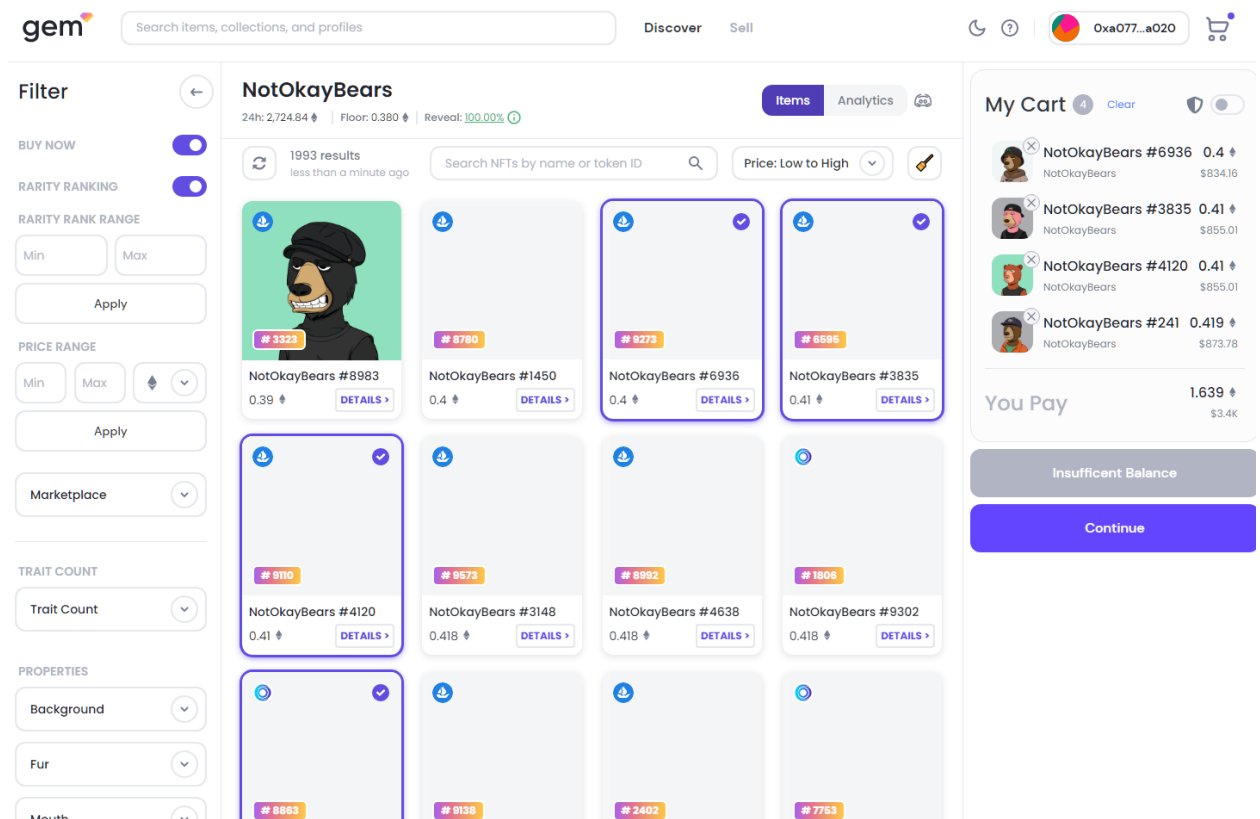 gem
Search items, collections, and profiles
Discover
Sell
0xa077...a020
Filter
BUY NOW
RARITY RANKING
RARITY RANK RANGE
Min
Max
Apply
PRICE RANGE
Min
Max
Apply
Marketplace
TRAIT COUNT
Trait Count
PROPERTIES
Background
Fur
Mouth
NotOkayBears
24h: 2,724.84
Floor: 0.380
Reveal: 100.00%
Items
Analytics
1993 results
less than a minute ago
Search NFTs by name or token ID
Price: Low to High
# 3323
NotOkayBears #8983
0.39
DETAILS >
# 8780
NotOkayBears #1450
0.4
DETAILS >
# 9273
NotOkayBears #6936
0.4
DETAILS >
# 6595
NotOkayBears #3835
0.41
DETAILS >
# 9110
NotOkayBears #4120
0.41
DETAILS >
# 9573
NotOkayBears #3148
0.418
DETAILS >
# 8992
NotOkayBears #4638
0.418
DETAILS >
# 1806
NotOkayBears #9302
0.418
DETAILS >
# 8863
# 9138
# 2402
# 7753
My Cart 4 Clear
NotOkayBears #6936 0.4
NotOkayBears $834.16
NotOkayBears #3835 0.41
NotOkayBears $855.01
NotOkayBears #4120 0.41
NotOkayBears $855.01
NotOkayBears #241 0.419
NotOkayBears $873.78
You Pay
1.639
$3.4K
Insufficent Balance
Continue